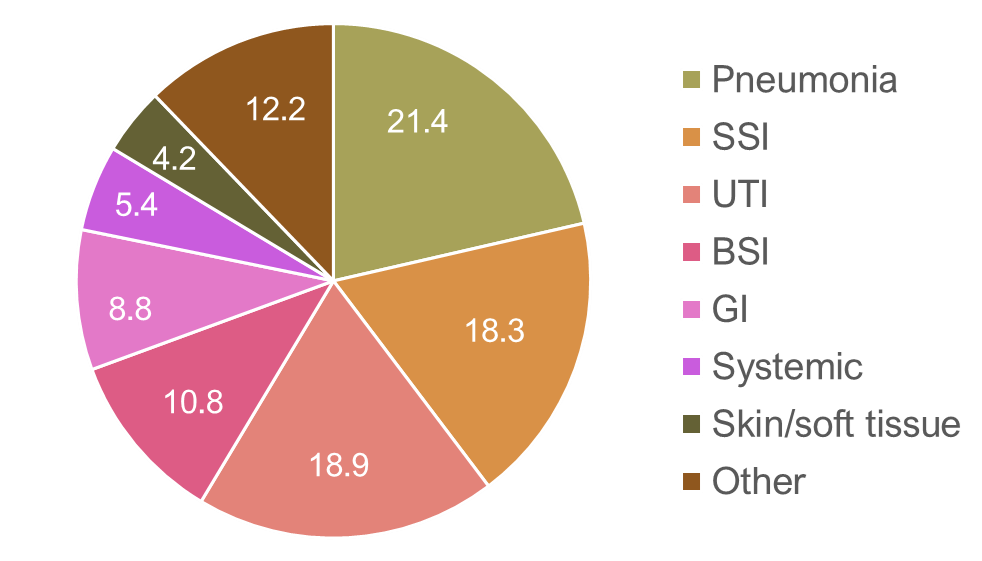 12.2
21.4
4.2
5.4
8.8
18.3
10.8
18.9
Pneumonia
SSI
UTI
BSI
GI
Systemic
Skin/soft tissue
Other